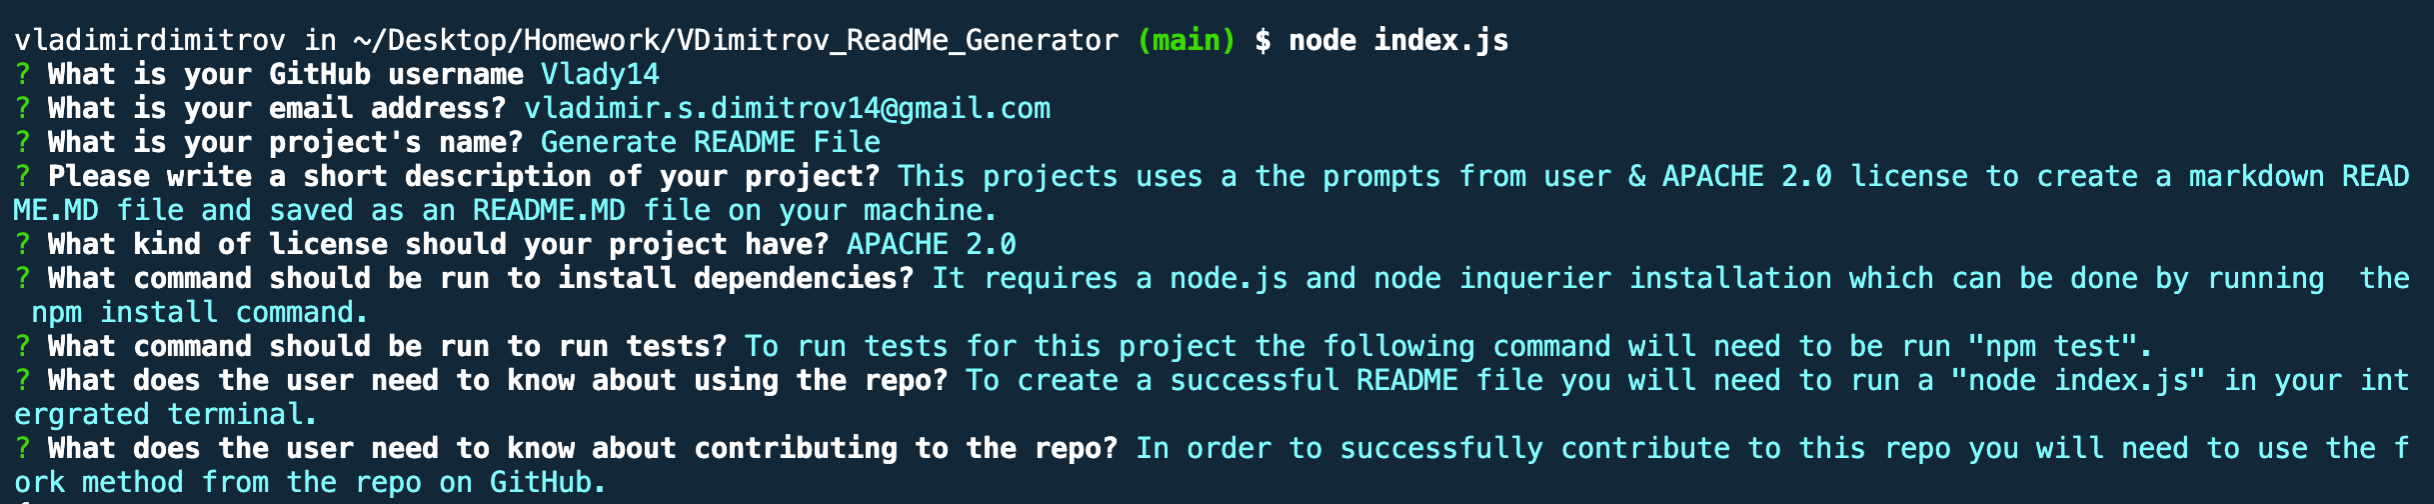 vladimirdimitrov in ~/Desktop/Homework/VDimitrov_ReadMe_Generator (main) $ node index.js
? What is your GitHub username Vlady14
? What is your email address? vladimir.s.dimitrov14@gmail.com
? What is your project's name? Generate README File
? Please write a short description of your project? This projects uses a the prompts from user & APACHE 2.0 license to create a markdown READ
ME.MD file and saved as an README.MD file on your machine.
? What kind of license should your project have? APACHE 2.0
? What command should be run to install dependencies? It requires a node.js and node inquerier installation which can be done by running  the
 npm install command.
? What command should be run to run tests? To run tests for this project the following command will need to be run "npm test".
? What does the user need to know about using the repo? To create a successful README file you will need to run a "node index.js" in your int
ergrated terminal.
? What does the user need to know about contributing to the repo? In order to successfully contribute to this repo you will need to use the f
ork method from the repo on GitHub.